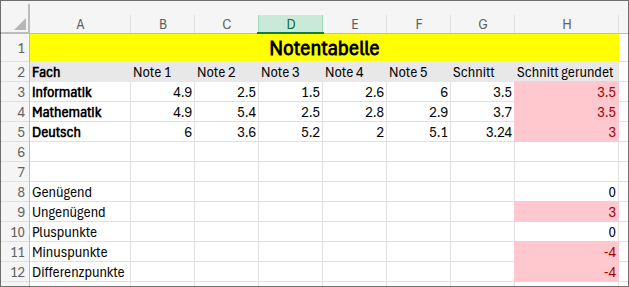 A B C D E F G H
1 Notentabelle
2 Fach Note 1 Note 2 Note 3 Note 4 Note 5 Schnitt Schnitt gerundet
3 Informatik 4.9 2.5 1.5 2.6 6 3.5 3.5
4 Mathematik 4.9 5.4 2.5 2.8 2.9 3.7 3.5
5 Deutsch 6 3.6 5.2 2 5.1 3.24 3
6
7
8 Genügend 0
9 Ungenügend 3
10 Pluspunkte 0
11 Minuspunkte -4
12 Differenzpunkte -4